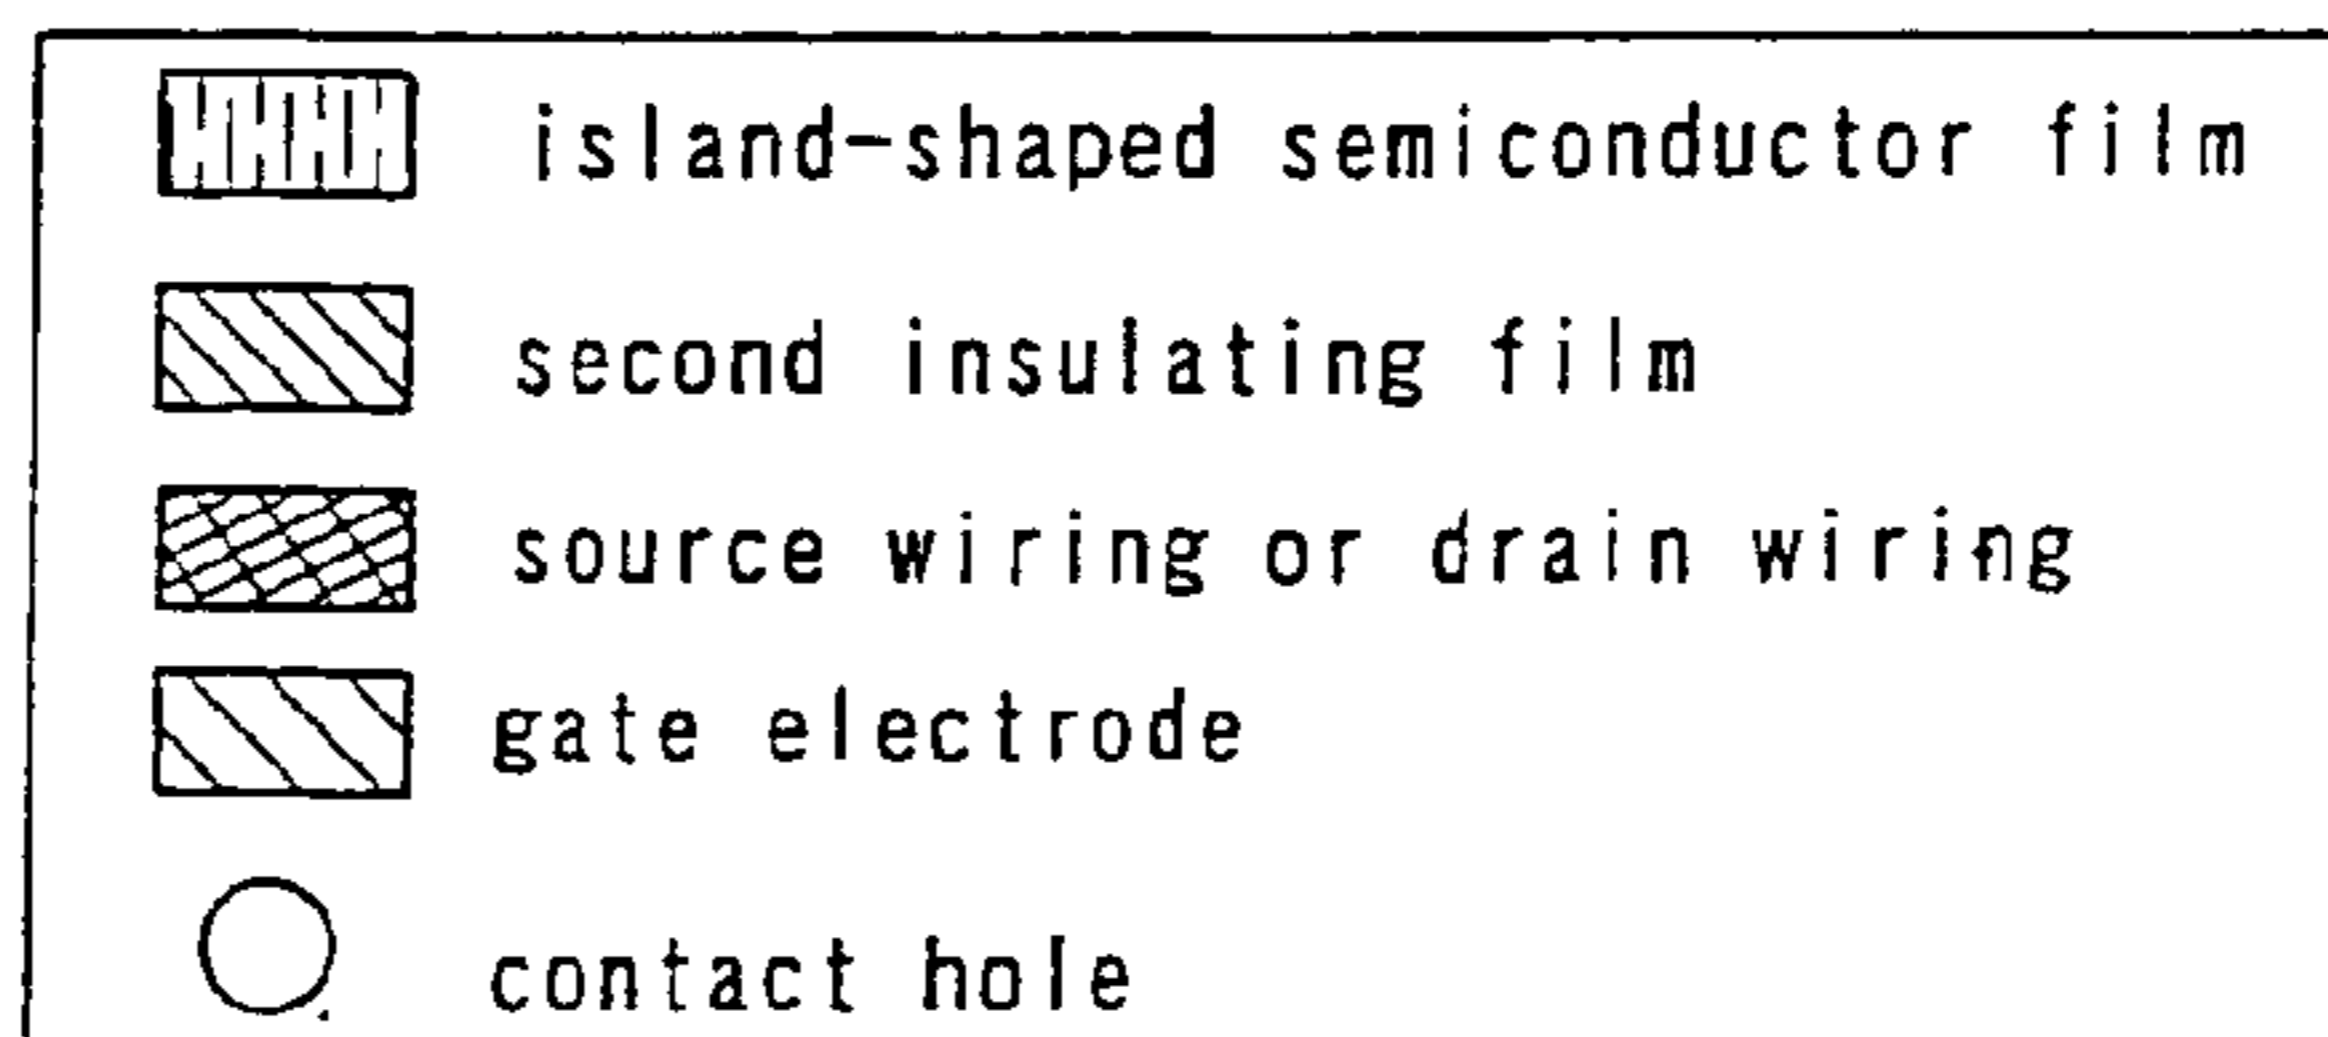 island-shaped semiconductor film
second insulating film
source wiring or drain wiring
gate electrode
contact hole